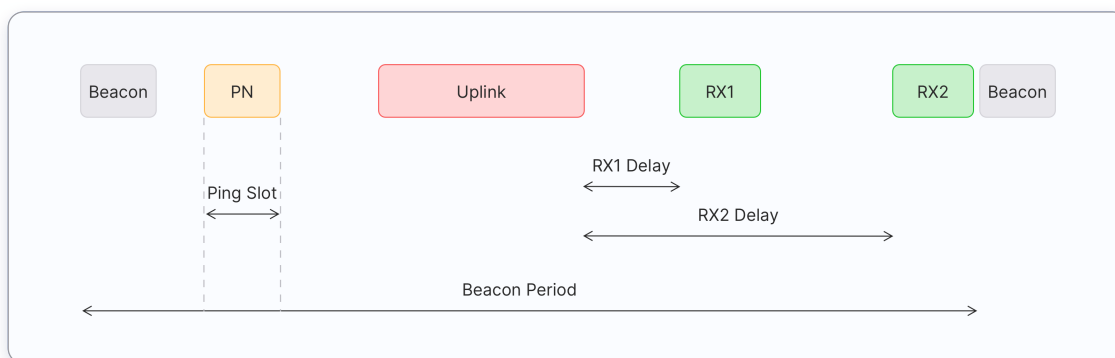 Beacon
PN
Uplink
RX1
RX2
Beacon
RX1 Delay
Ping Slot
RX2 Delay
Beacon Period